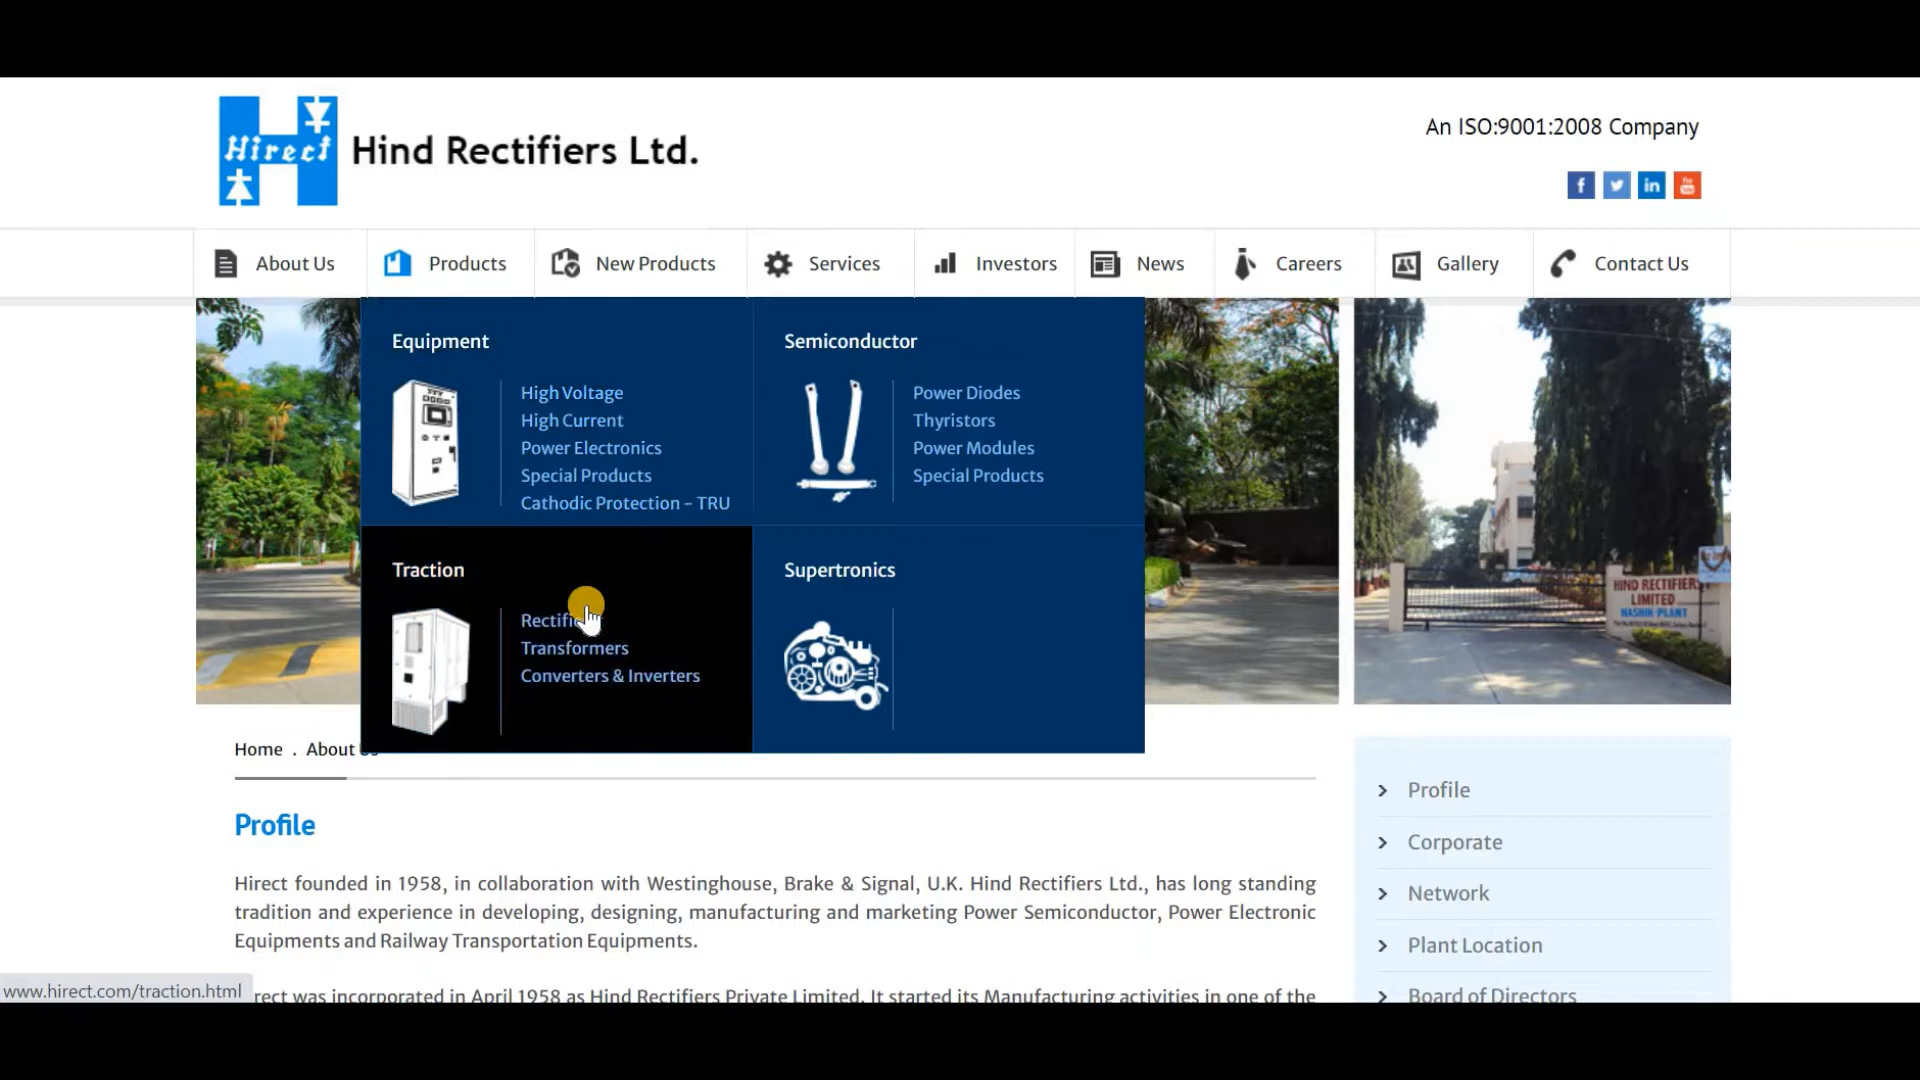 Hirect
Hind Rectifiers Ltd.
An ISO:9001:2008 Company
About Us
Products
New Products
Services
Investors
News
Careers
Gallery
Contact Us
Equipment
High Voltage
High Current
Power Electronics
Special Products
Cathodic Protection – TRU
Semiconductor
Power Diodes
Thyristors
Power Modules
Special Products
Traction
Transformers
Converters & Inverters
Supertronics
HIND RECTIFIERS
LIMITED
NASHIK-PLANT
Home . About Us
Profile
Hirect founded in 1958, in collaboration with Westinghouse, Brake & Signal, U.K. Hind Rectifiers Ltd., has long standing
tradition and experience in developing, designing, manufacturing and marketing Power Semiconductor, Power Electronic
Equipments and Railway Transportation Equipments.
rect was incorporated in April 1958 as Hind Rectifiers Private Limited. It started its Manufacturing activities in one of the
Profile
Corporate
Network
Plant Location
Board of Directors
www.hirect.com/traction.html